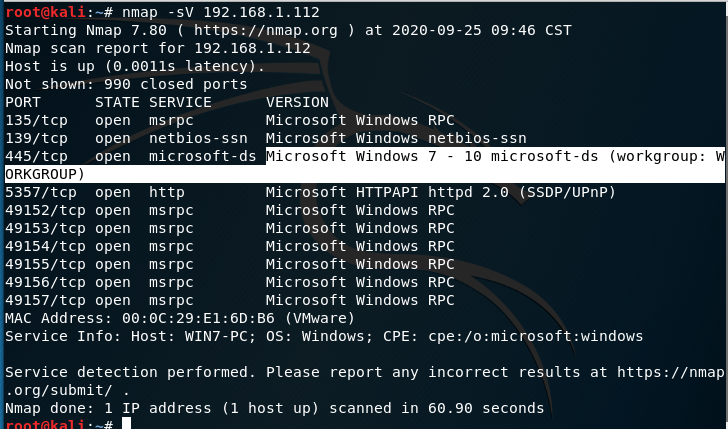 root@kali:~# nmap -sV 192.168.1.112
Starting Nmap 7.80 ( https://nmap.org ) at 2020-09-25 09:46 CST
Nmap scan report for 192.168.1.112
Host is up (0.0011s latency).
Not shown: 990 closed ports
PORT      STATE SERVICE      VERSION
135/tcp   open  msrpc        Microsoft Windows RPC
139/tcp   open  netbios-ssn  Microsoft Windows netbios-ssn
445/tcp   open  microsoft-ds Microsoft Windows 7 - 10 microsoft-ds (workgroup: W
ORKGROUP)
5357/tcp  open  http         Microsoft HTTPAPI httpd 2.0 (SSDP/UPnP)
49152/tcp open  msrpc        Microsoft Windows RPC
49153/tcp open  msrpc        Microsoft Windows RPC
49154/tcp open  msrpc        Microsoft Windows RPC
49155/tcp open  msrpc        Microsoft Windows RPC
49156/tcp open  msrpc        Microsoft Windows RPC
49157/tcp open  msrpc        Microsoft Windows RPC
MAC Address: 00:0C:29:E1:6D:B6 (VMware)
Service Info: Host: WIN7-PC; OS: Windows; CPE: cpe:/o:microsoft:windows

Service detection performed. Please report any incorrect results at https://nmap
.org/submit/ .
Nmap done: 1 IP address (1 host up) scanned in 60.90 seconds
root@kali:~#